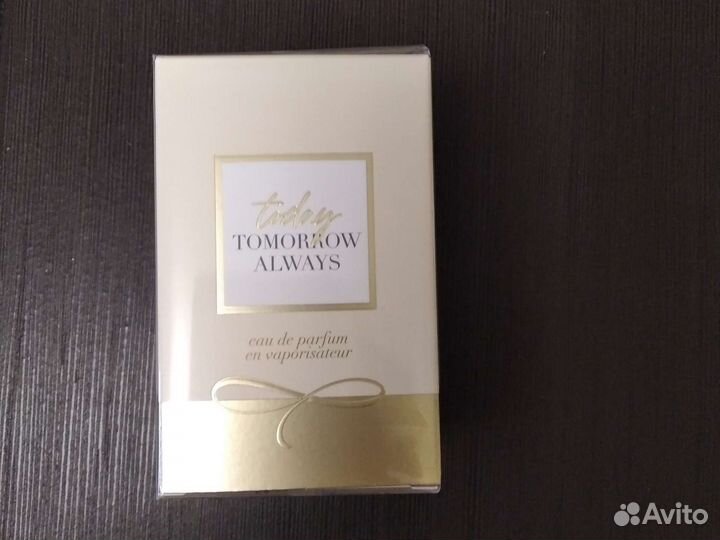 today
TOMORROW
ALWAYS
eau de parfum
en vaporisateur
Avito